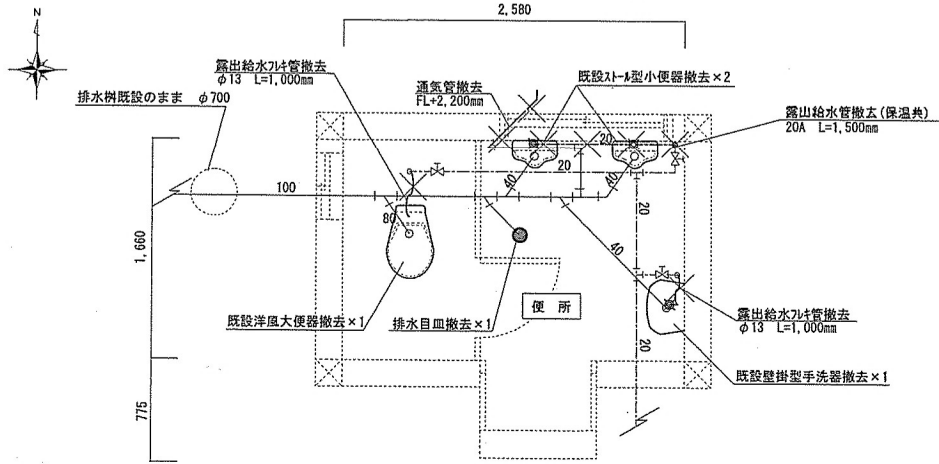 2,580
N
露出給水フレキ管撤去
φ13 L=1,000mm
通気管撤去
FL+2,200mm
既設ストール型小便器撤去×2
排水桝既設のまま φ700
露出給水管撤去(保温共)
20A L=1,500mm
20
20
100
40
40
20
80
40
1,660
便所
既設洋風大便器撤去×1
排水目皿撤去×1
露出給水フレキ管撤去
φ13 L=1,000mm
20
既設壁掛型手洗器撤去×1
775